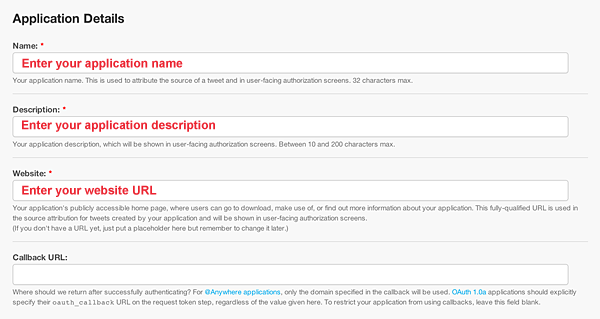 Application Details
Name: *
Enter your application name
Your application name. This is used to attribute the source of a tweet and in user-facing authorization screens. 32 characters max.
Description: *
Enter your application description
Your application description, which will be shown in user-facing authorization screens. Between 10 and 200 characters max.
Website: *
Enter your website URL
Your application's publicly accessible home page, where users can go to download, make use of, or find out more information about your application. This fully-qualified URL is used in
the source attribution for tweets created by your application and will be shown in user-facing authorization screens.
(If you don't have a URL yet, just put a placeholder here but remember to change it later.)
Callback URL:
Where should we return after successfully authenticating? For @Anywhere applications, only the domain specified in the callback will be used. OAuth 1.0a applications should explicitly
specify their oauth_callback URL on the request token step, regardless of the value given here. To restrict your application from using callbacks, leave this field blank.